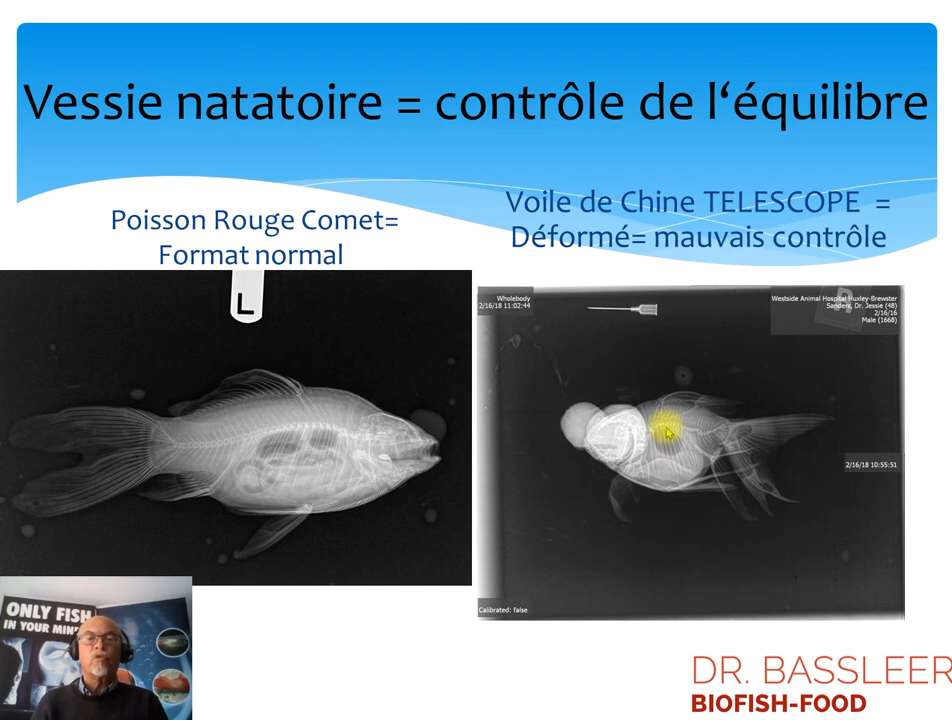 Vessie natatoire = contrôle de l‘équilibre
Poisson Rouge Comet=
Format normal
Voile de Chine TELESCOPE =
Déformé= mauvais contrôle
L
Wholebody
2/16/18 11:02:44
Westside Animal Hospital Huxley-Brewster
Sanders, Dr. Jessie (48)
2/16/16
Male (1668)
R
2/16/18 10:55:51
Calibrated: false
ONLY FISH
IN YOUR MIND
DR. BASSLEER
BIOFISH-FOOD